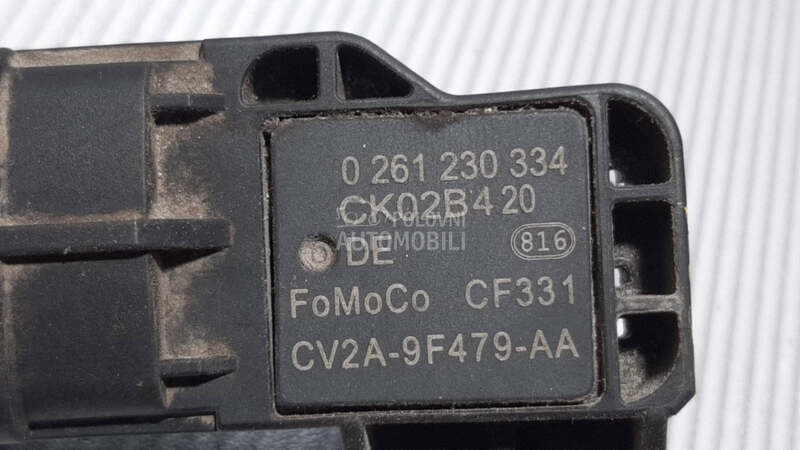 0 261 230 334
CK02B4 20
POLOVNI
AUTOMOBILI
816
DE
FoMoCo CF331
CV2A-9F479-AA